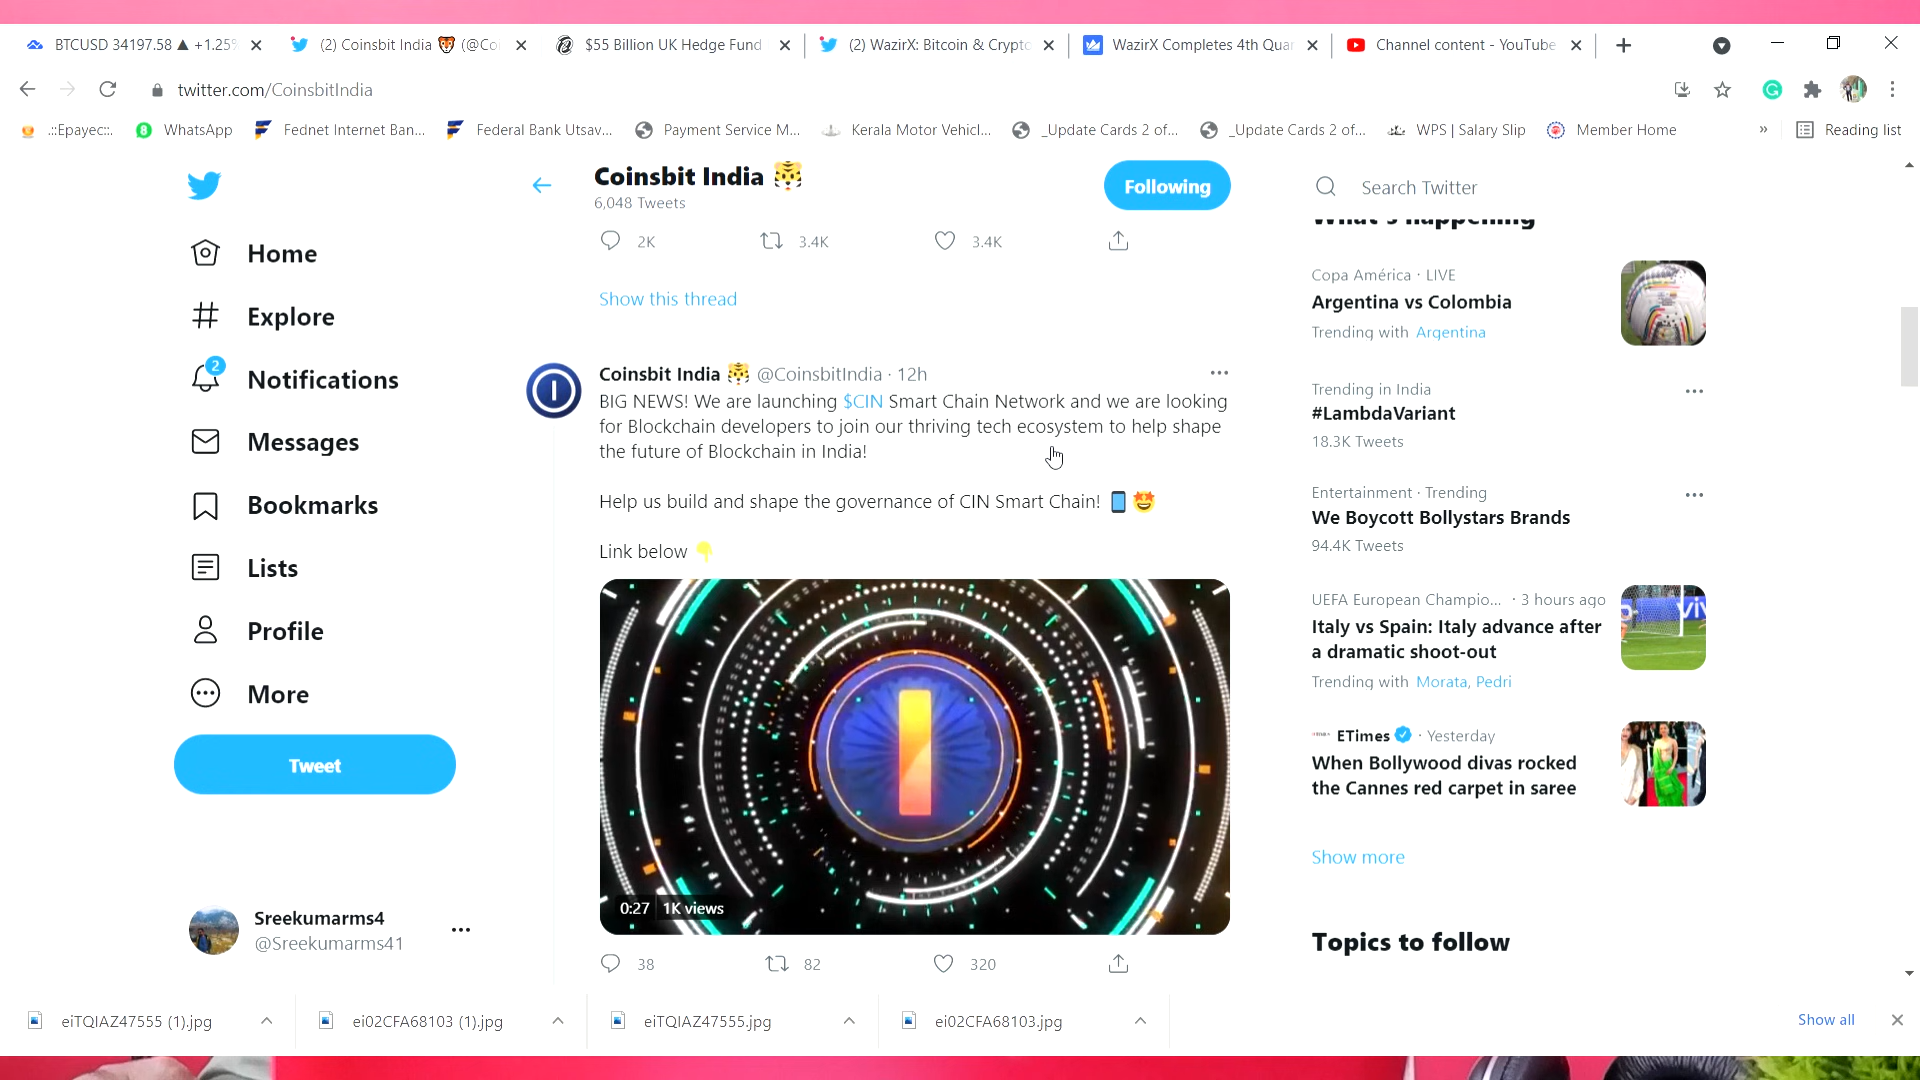 BTCUSD 34197.58 ▲ +1.25%
(2) Coinsbit India 🐯 (@Co
$55 Billion UK Hedge Fund
(2) WazirX: Bitcoin & Crypto
WazirX Completes 4th Quar
Channel content - YouTube
twitter.com/CoinsbitIndia
.::Epayec::.
WhatsApp
Fednet Internet Ban...
Federal Bank Utsav...
Payment Service M...
Kerala Motor Vehicl...
_Update Cards 2 of...
_Update Cards 2 of...
WPS | Salary Slip
Member Home
»
Reading list
Home
Explore
2
Notifications
Messages
Bookmarks
Lists
Profile
More
Tweet
Sreekumarms4
@Sreekumarms41
Coinsbit India 🐯
6,048 Tweets
Following
2K
3.4K
3.4K
Show this thread
Coinsbit India 🐯 @CoinsbitIndia · 12h
BIG NEWS! We are launching $CIN Smart Chain Network and we are looking
for Blockchain developers to join our thriving tech ecosystem to help shape
the future of Blockchain in India!
Help us build and shape the governance of CIN Smart Chain! 📱🤩
Link below 👇
0:27
1K views
38
82
320
Search Twitter
What's happening
Copa América · LIVE
Argentina vs Colombia
Trending with Argentina
Trending in India
#LambdaVariant
18.3K Tweets
Entertainment · Trending
We Boycott Bollystars Brands
94.4K Tweets
UEFA European Champio... · 3 hours ago
Italy vs Spain: Italy advance after
a dramatic shoot-out
Trending with Morata, Pedri
ETimes · Yesterday
When Bollywood divas rocked
the Cannes red carpet in saree
Show more
Topics to follow
eiTQIAZ47555 (1).jpg
ei02CFA68103 (1).jpg
eiTQIAZ47555.jpg
ei02CFA68103.jpg
Show all